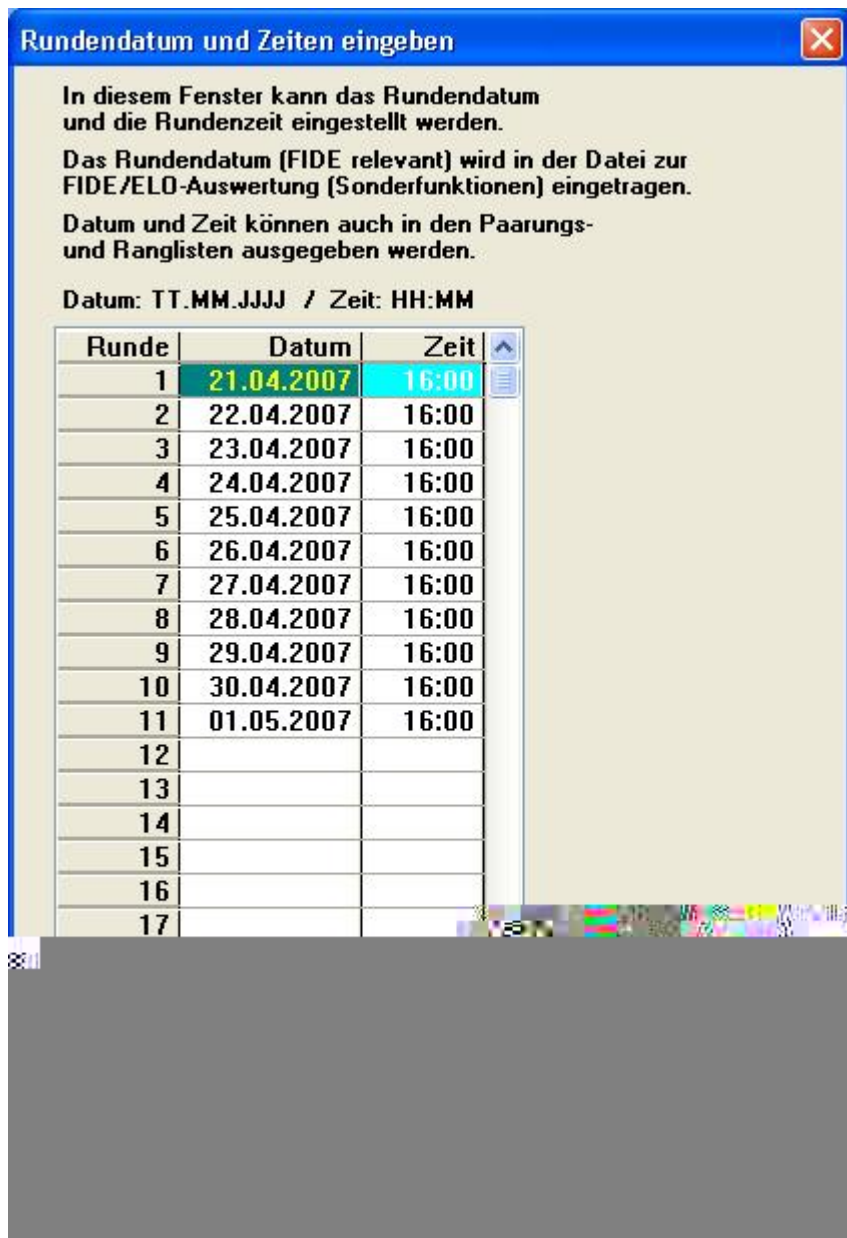 Rundendatum und Zeiten eingeben
In diesem Fenster kann das Rundendatum
und die Rundenzeit eingestellt werden.
Das Rundendatum (FIDE relevant) wird in der Datei zur
FIDE/ELO-Auswertung (Sonderfunktionen) eingetragen.
Datum und Zeit können auch in den Paarungs-
und Ranglisten ausgegeben werden.
Datum: TT.MM.JJJJ / Zeit: HH:MM
Runde Datum Zeit
1 21.04.2007 16:00
2 22.04.2007 16:00
3 23.04.2007 16:00
4 24.04.2007 16:00
5 25.04.2007 16:00
6 26.04.2007 16:00
7 27.04.2007 16:00
8 28.04.2007 16:00
9 29.04.2007 16:00
10 30.04.2007 16:00
11 01.05.2007 16:00
12
13
14
15
16
17